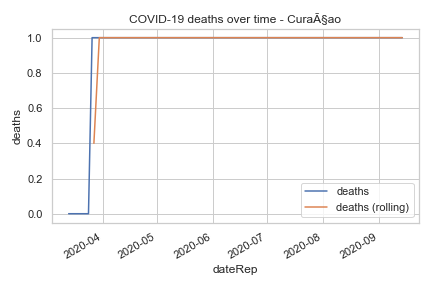 COVID-19 deaths over time - CuraÃ§ao
1.0
0.8
0.6
0.4
0.2
0.0
deaths
deaths
deaths (rolling)
2020-04
2020-05
2020-06
2020-07
2020-08
2020-09
dateRep